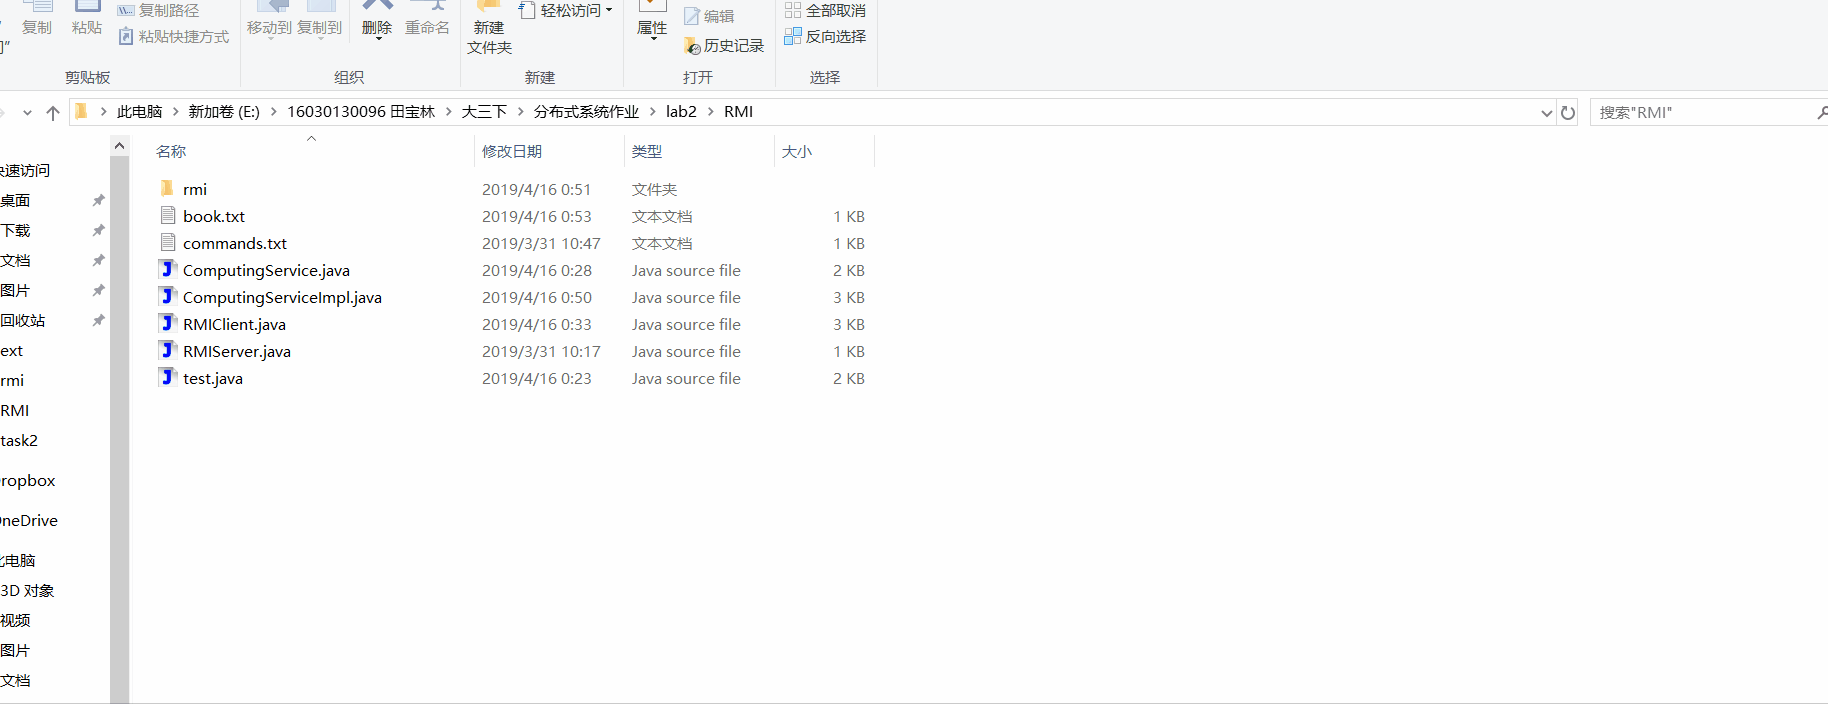 复制 粘贴 复制路径 粘贴快捷方式 剪贴板
移动到 复制到 删除 重命名 组织
新建
文件夹 轻松访问 新建
属性 编辑 历史记录 打开
全部取消 反向选择 选择
此电脑 新加卷 (E:) 16030130096 田宝林 大三下 分布式系统作业 lab2 RMI
搜索"RMI"
名称 修改日期 类型 大小
rmi 2019/4/16 0:51 文件夹
book.txt 2019/4/16 0:53 文本文档 1 KB
commands.txt 2019/3/31 10:47 文本文档 1 KB
ComputingService.java 2019/4/16 0:28 Java source file 2 KB
ComputingServiceImpl.java 2019/4/16 0:50 Java source file 3 KB
RMIClient.java 2019/4/16 0:33 Java source file 3 KB
RMIServer.java 2019/3/31 10:17 Java source file 1 KB
test.java 2019/4/16 0:23 Java source file 2 KB
快速访问
桌面
下载
文档
图片
回收站
ext
rmi
RMI
task2
ropbox
neDrive
此电脑
3D 对象
视频
图片
文档